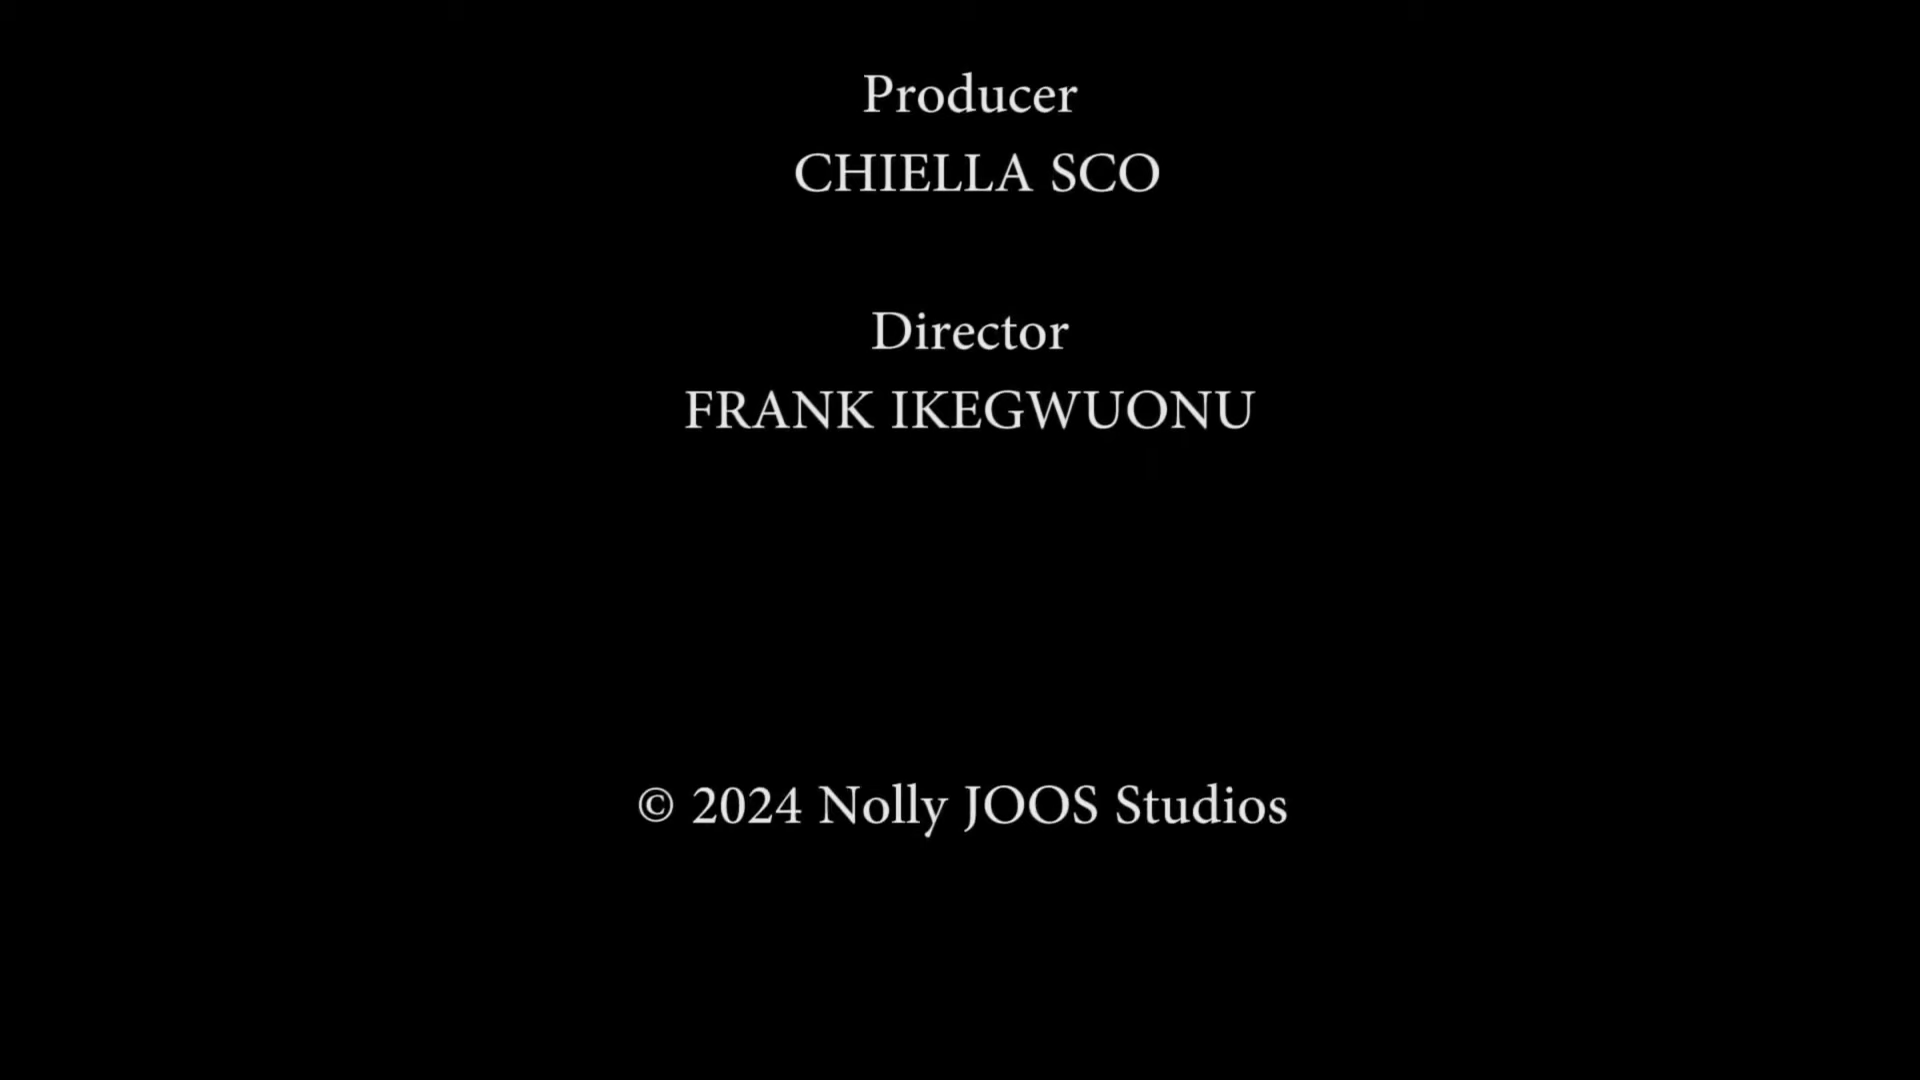 Producer
CHIELLA SCO
Director
FRANK IKEGWUONU
© 2024 Nolly JOOS Studios